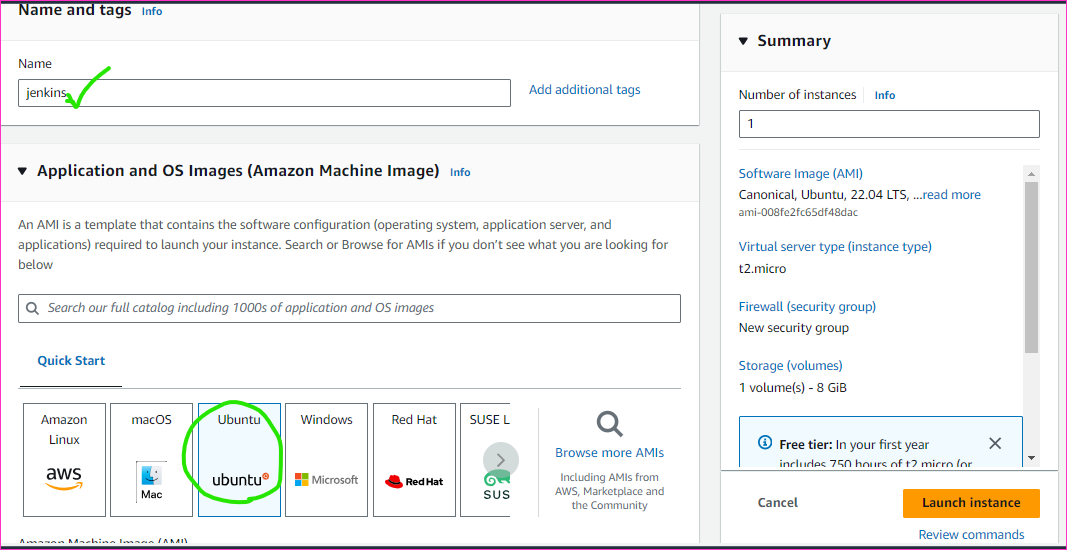 Name and tags Info
Name
jenkins
Add additional tags
Application and OS Images (Amazon Machine Image) Info
An AMI is a template that contains the software configuration (operating system, application server, and
applications) required to launch your instance. Search or Browse for AMIs if you don’t see what you are looking for
below
Search our full catalog including 1000s of application and OS images
Quick Start
Amazon
Linux
aws
macOS
Mac
Ubuntu
ubuntu
Windows
Microsoft
Red Hat
Red Hat
SUSE L
SUS
Browse more AMIs
Including AMIs from
AWS, Marketplace and
the Community
Amazon Machine Image (AMI)
Summary
Number of instances Info
1
Software Image (AMI)
Canonical, Ubuntu, 22.04 LTS, ...read more
ami-008fe2fc65df48dac
Virtual server type (instance type)
t2.micro
Firewall (security group)
New security group
Storage (volumes)
1 volume(s) - 8 GiB
Free tier: In your first year
includes 750 hours of t2.micro (or
Cancel
Launch instance
Review commands